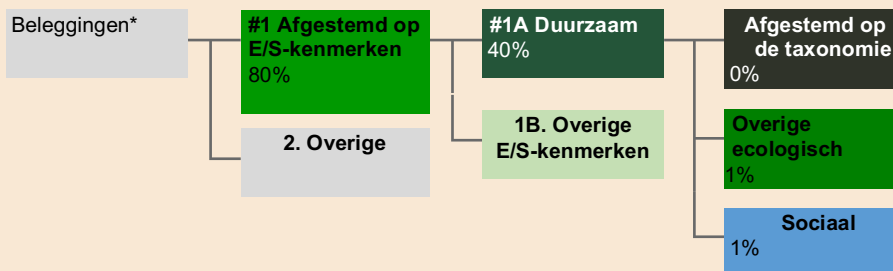 Beleggingen*
#1 Afgestemd op
E/S-kenmerken
80%
2. Overige
#1A Duurzaam
40%
1B. Overige
E/S-kenmerken
Afgestemd op
de taxonomie
0%
Overige
ecologisch
1%
Sociaal
1%